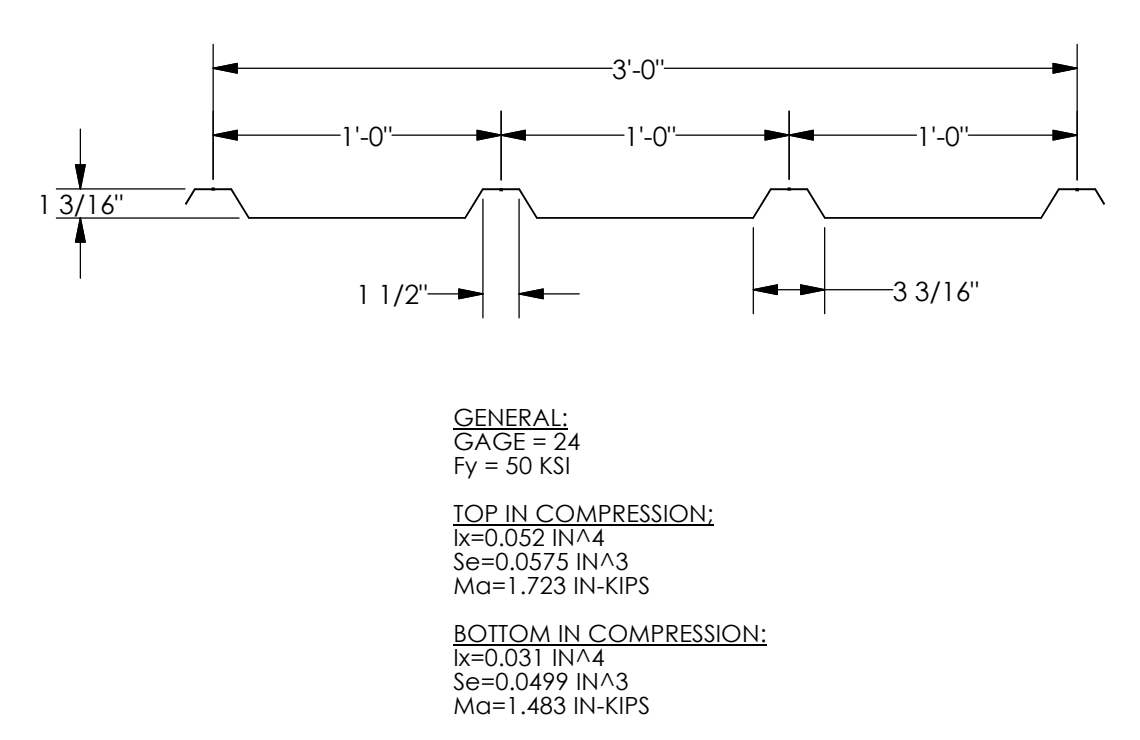 3'-0"
1'-0" 1'-0" 1'-0"
1 3/16"
1 1/2" 3 3/16"
GENERAL:
GAGE = 24
Fy = 50 KSI
TOP IN COMPRESSION;
Ix=0.052 IN^4
Se=0.0575 IN^3
Ma=1.723 IN-KIPS
BOTTOM IN COMPRESSION:
Ix=0.031 IN^4
Se=0.0499 IN^3
Ma=1.483 IN-KIPS